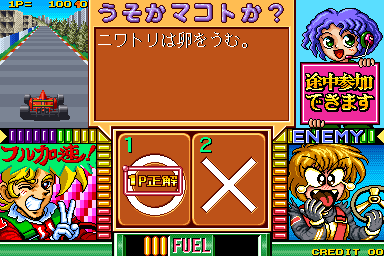 1P= 100
うそかマコトか?
ニワトリは卵をうむ。
途中参加
できます
ENEMY
フル加速!
1
2
1P正解
FUEL
CREDIT 00